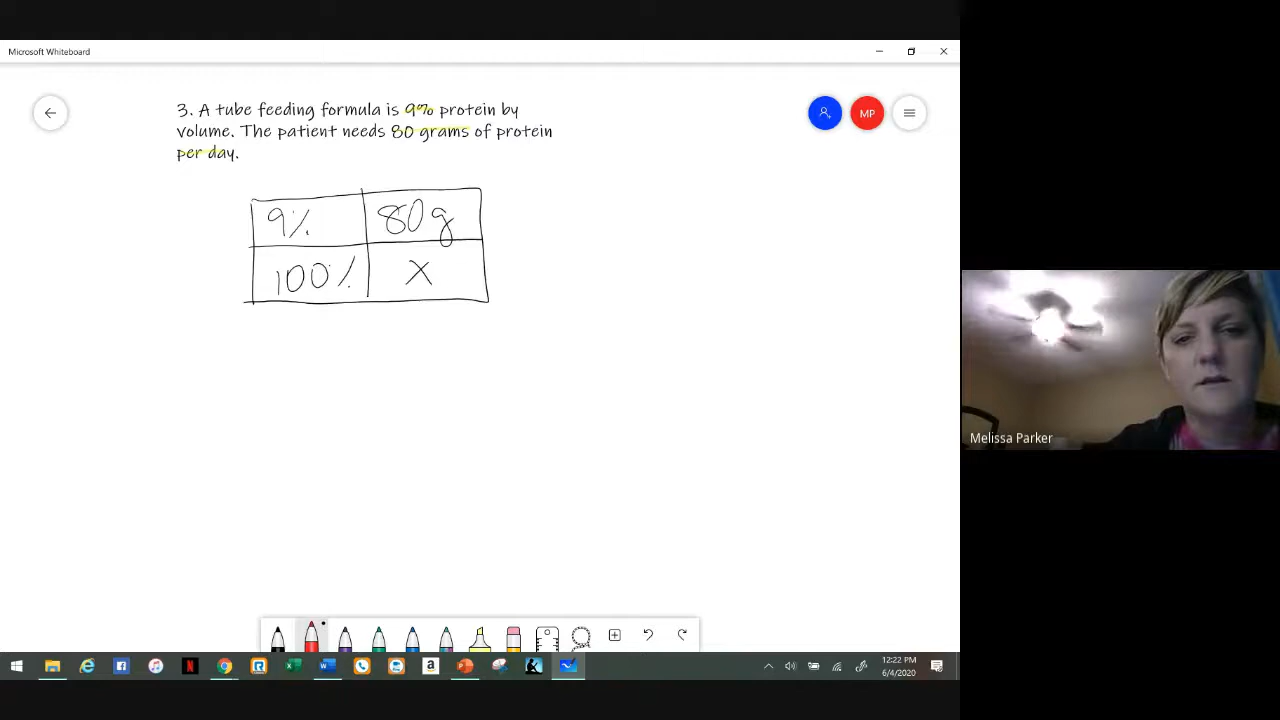 Microsoft Whiteboard
3. A tube feeding formula is 9% protein by
volume. The patient needs 80 grams of protein
per day.
MP
9% 80g
100% X
Melissa Parker
12:22 PM
6/4/2020